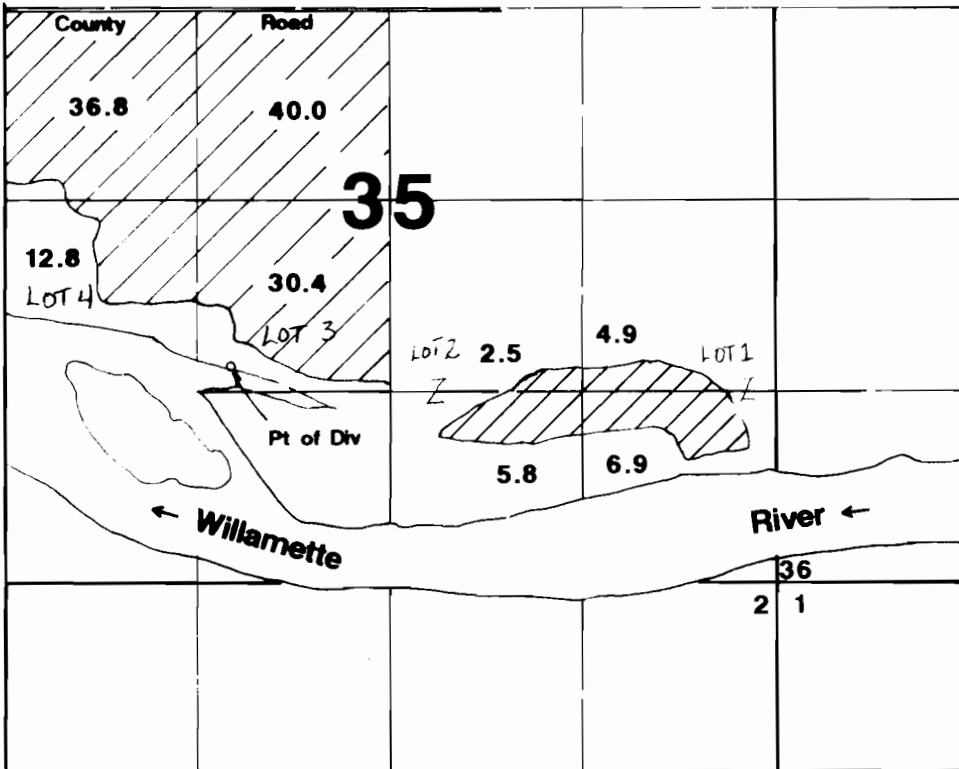 County Road
36.8 40.0
35
12.8
LOT 4
30.4
LOT 3
LOT 2 2.5
4.9
LOT 1
Z Z
Pt of Div
5.8 6.9
← Willamette
River ←
36
2 1